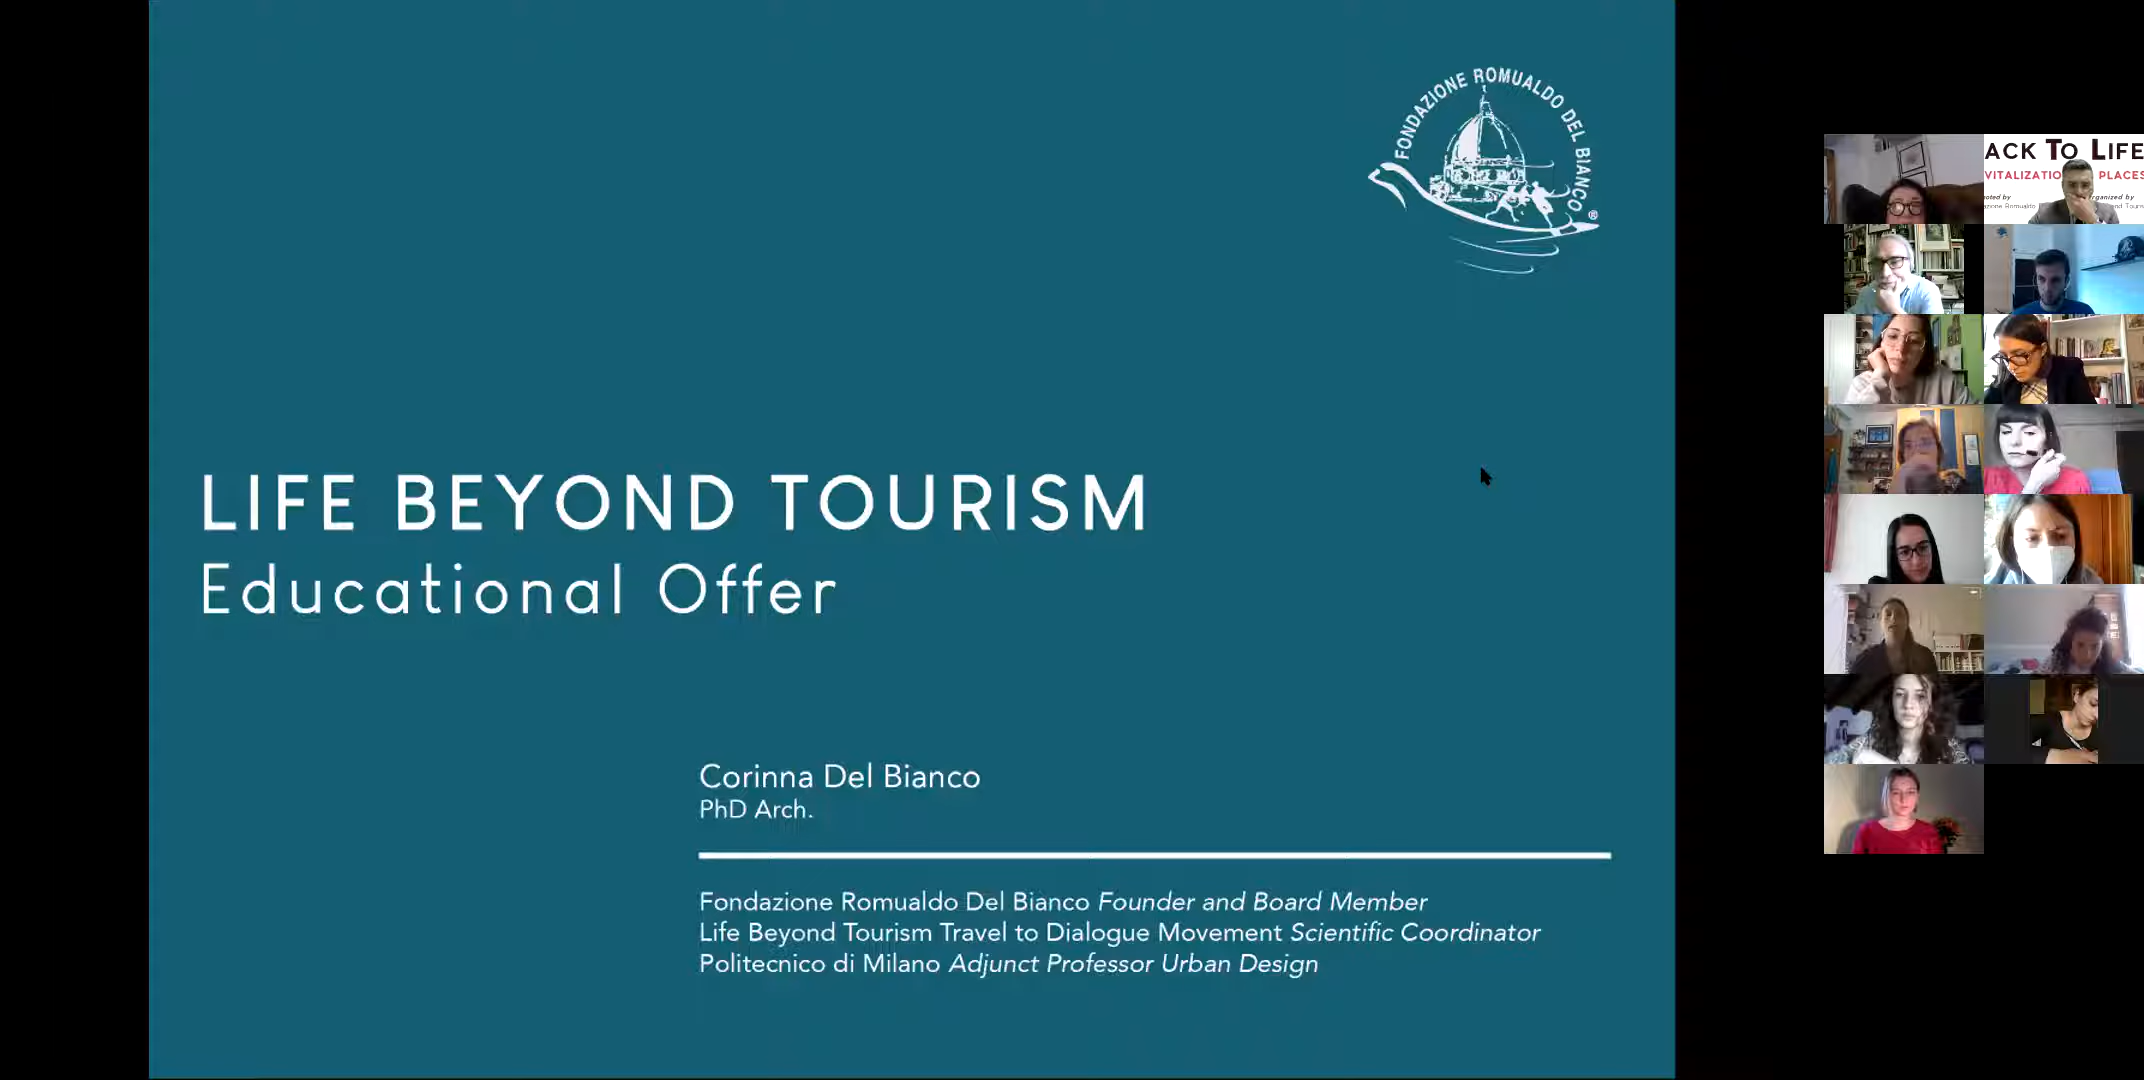 FONDAZIONE ROMUALDO DEL BIANCO
®
LIFE BEYOND TOURISM
Educational Offer
Corinna Del Bianco
PhD Arch.
Fondazione Romualdo Del Bianco Founder and Board Member
Life Beyond Tourism Travel to Dialogue Movement Scientific Coordinator
Politecnico di Milano Adjunct Professor Urban Design
ACK TO LIFE
VITALIZATIO PLACES